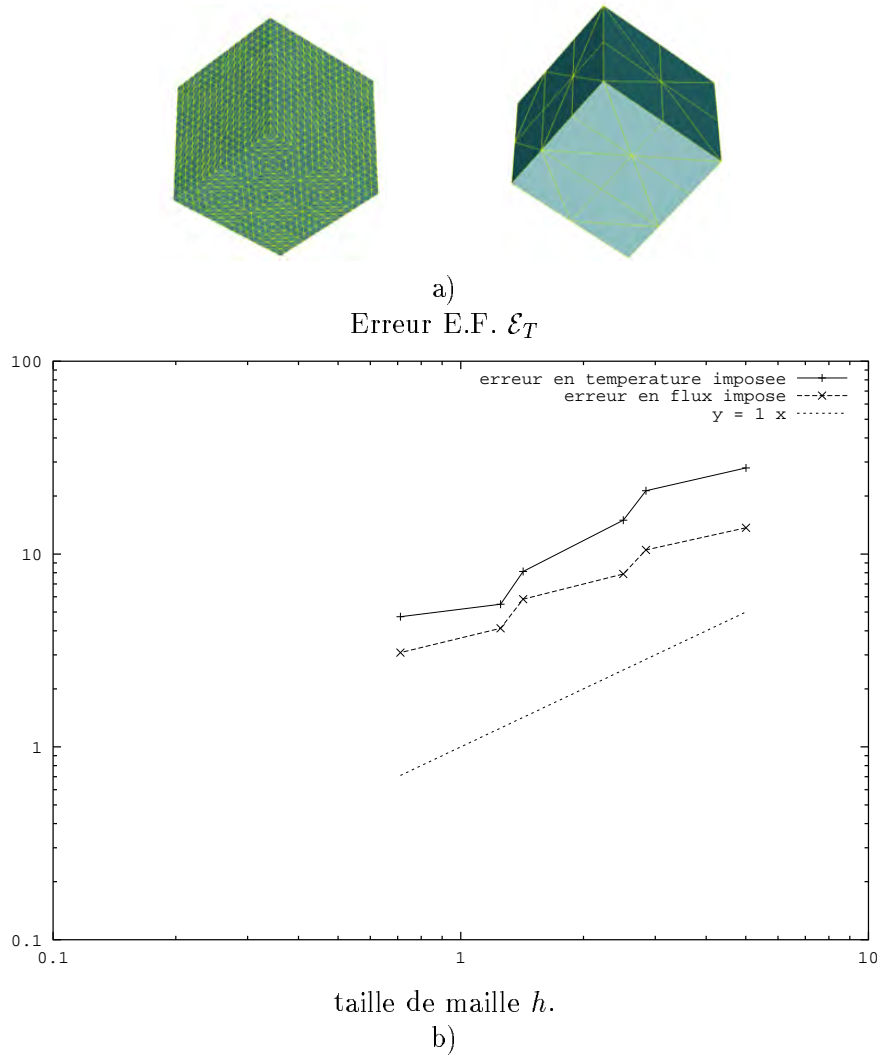 a)
Erreur E.F. ℰ_T
100
erreur en temperature imposee
erreur en flux impose
y = 1 x
10
1
0.1
0.1 1 10
taille de maille h.
b)